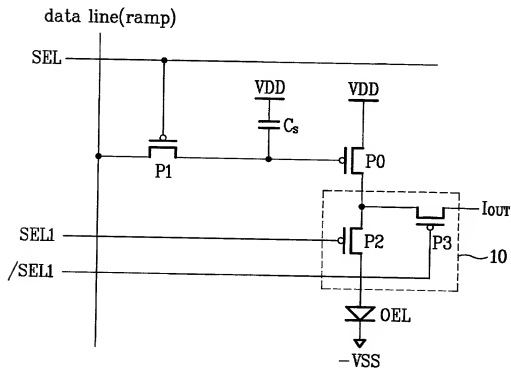 data line(ramp)
SEL
VDD
VDD
Cs
P1
P0
IOUT
SEL1
P2
P3
/SEL1
10
OEL
-VSS